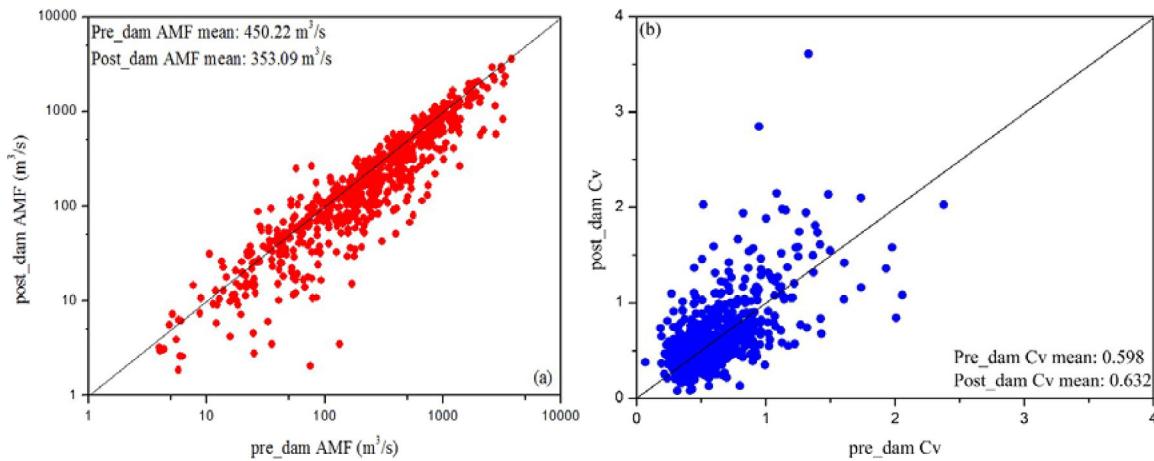 10000
Pre_dam AMF mean: 450.22 m³/s
Post_dam AMF mean: 353.09 m³/s
1000
100
10
1
post_dam AMF (m³/s)
(a)
1 10 100 1000 10000
pre_dam AMF (m³/s)
4
(b)
3
2
1
0
post_dam Cv
Pre_dam Cv mean: 0.598
Post_dam Cv mean: 0.632
0 1 2 3 4
pre_dam Cv